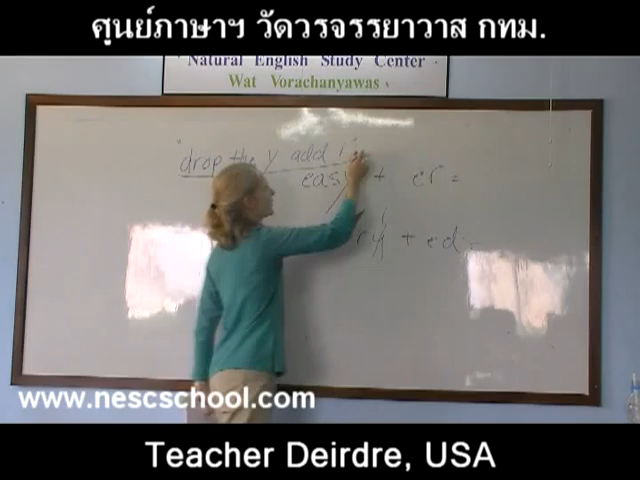 ศูนย์ภาษาฯ วัดวรจรรยาวาส กทม.
Natural English Study Center
Wat Vorachanyawas
"drop the y add i"
easy + er =
ry + ed =
i
www.nescschool.com
Teacher Deirdre, USA